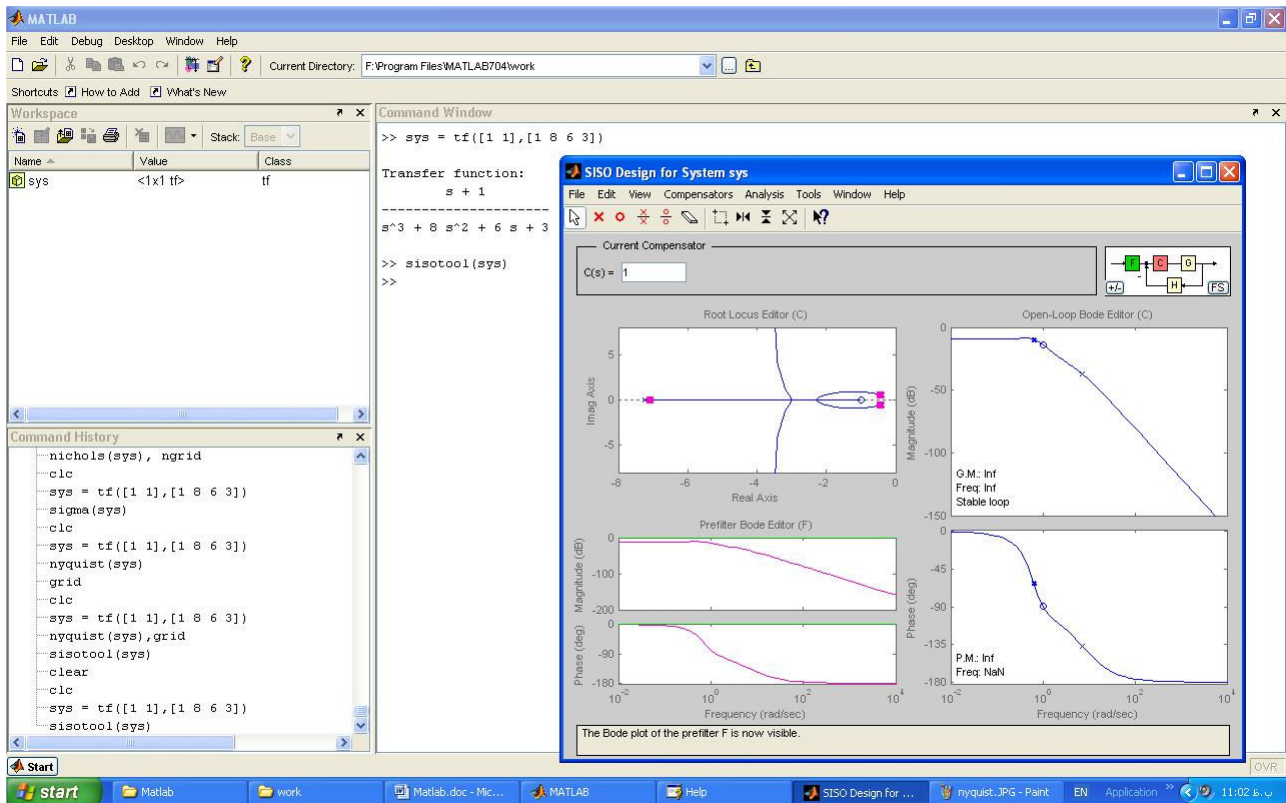 MATLAB
File Edit Debug Desktop Window Help
Current Directory: F:\Program Files\MATLAB704\work
Shortcuts How to Add What's New
Workspace
Stack: Base
Name Value Class
sys <1x1 tf> tf
Command History
nichols(sys), ngrid
clc
sys = tf([1 1],[1 8 6 3])
sigma(sys)
clc
sys = tf([1 1],[1 8 6 3])
nyquist(sys)
grid
clc
sys = tf([1 1],[1 8 6 3])
nyquist(sys),grid
sisotool(sys)
clear
clc
sys = tf([1 1],[1 8 6 3])
sisotool(sys)
Command Window
>> sys = tf([1 1],[1 8 6 3])
Transfer function:
s + 1
---------------------
s^3 + 8 s^2 + 6 s + 3
>> sisotool(sys)
>>
SISO Design for System sys
File Edit View Compensators Analysis Tools Window Help
Current Compensator
C(s) = 1
F C G
H
+/- FS
Root Locus Editor (C)
Imag Axis
5
0
-5
-8 -6 -4 -2 0
Real Axis
Prefilter Bode Editor (F)
Magnitude (dB)
0
-100
-200
Phase (deg)
0
-90
-180
10^-2 10^0 10^2 10^4
Frequency (rad/sec)
Open-Loop Bode Editor (C)
Magnitude (dB)
0
-50
-100
-150
G.M.: Inf
Freq: Inf
Stable loop
Phase (deg)
0
-45
-90
-135
-180
P.M.: Inf
Freq: NaN
10^-2 10^0 10^2 10^4
Frequency (rad/sec)
The Bode plot of the prefilter F is now visible.
Start OVR
start Matlab work Matlab.doc - Mic... MATLAB Help SISO Design for ... nyquist.JPG - Paint EN Application 11:02 ب.ظ